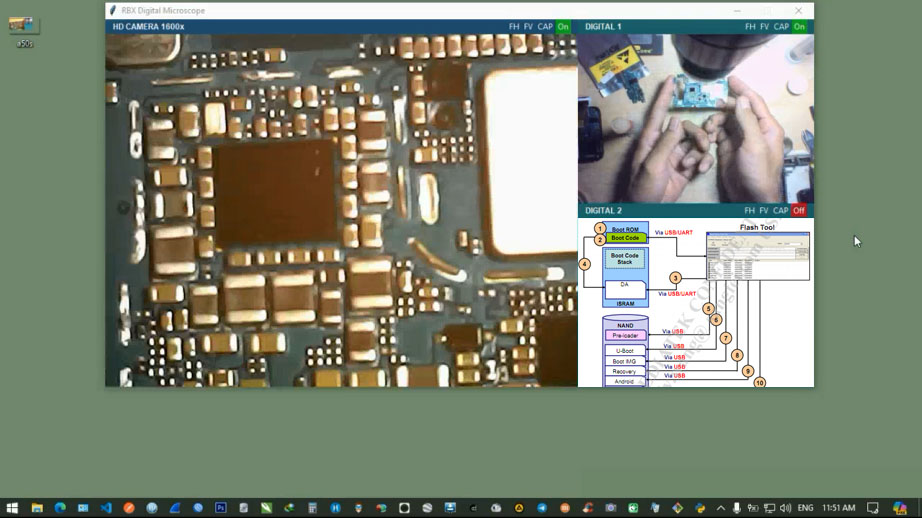 RBX Digital Microscope
HD CAMERA 1600x
FH FV CAP On
DIGITAL 1
FH FV CAP On
DIGITAL 2
FH FV CAP Off
a50s
Flash Tool
1
Boot ROM
2
Boot Code
Via USB/UART
4
Boot Code
Stack
3
DA
Via USB/UART
ISRAM
5
6
NAND
Pre-loader
Via USB
7
U-Boot
Via USB
8
Boot IMG
Via USB
9
Recovery
Via USB
Android
Via USB
10
Ps
ENG
11:51 AM